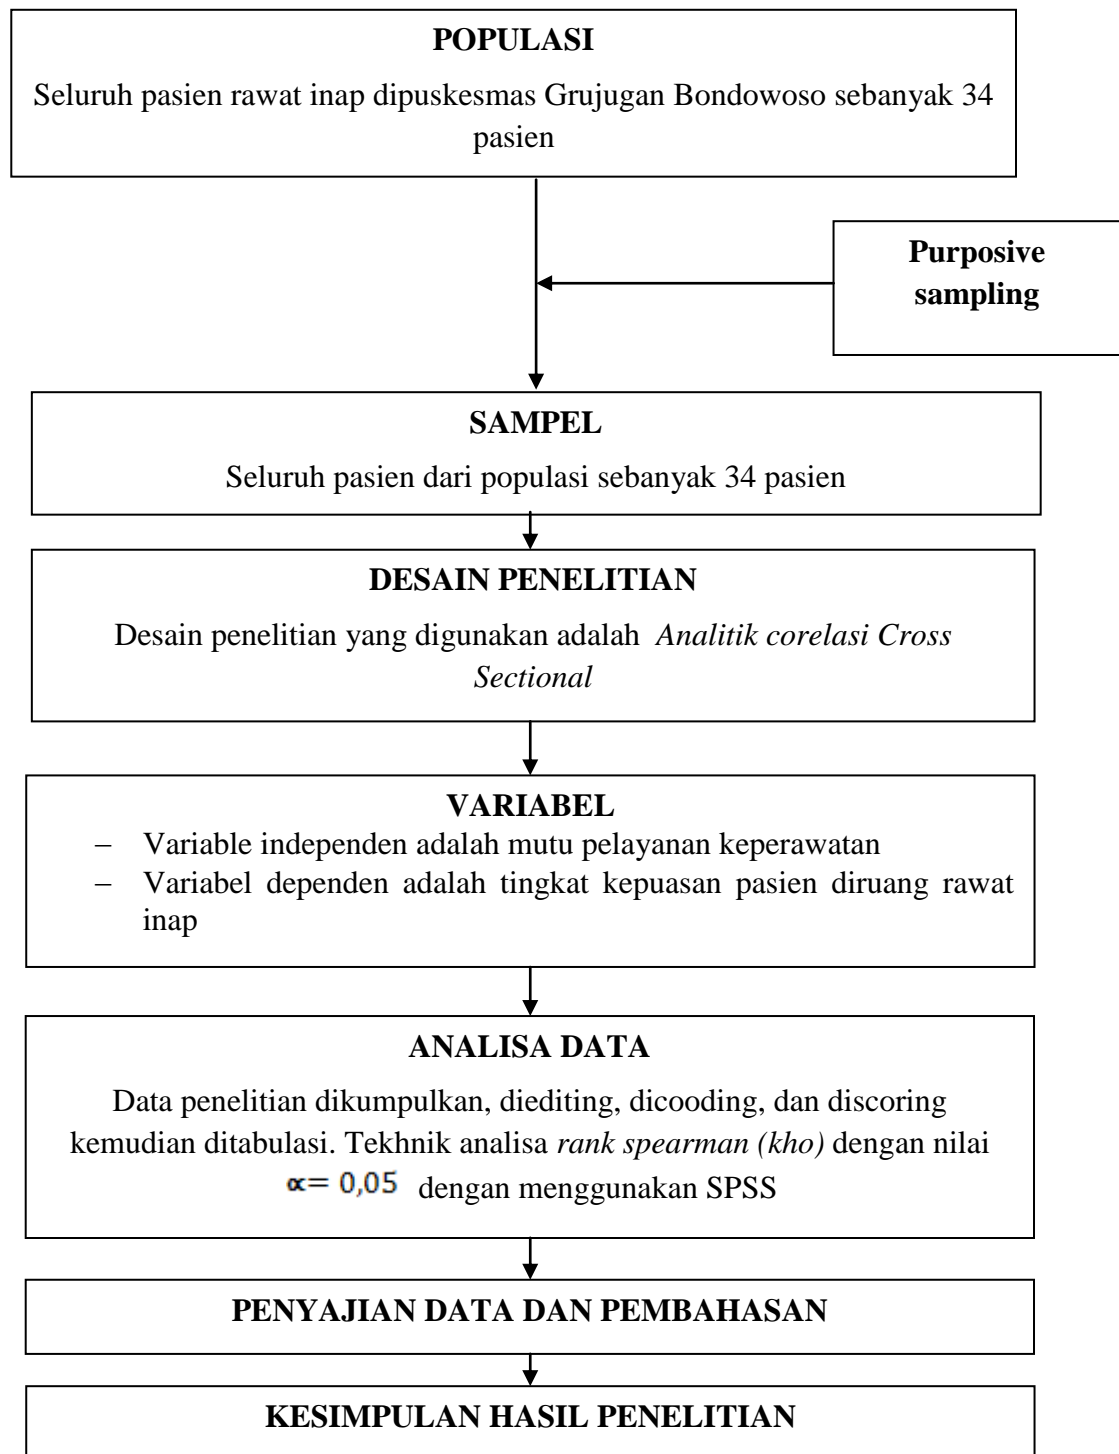 POPULASI
Seluruh pasien rawat inap dipuskesmas Grujugan Bondowoso sebanyak 34
pasien
Purposive
sampling
SAMPEL
Seluruh pasien dari populasi sebanyak 34 pasien
DESAIN PENELITIAN
Desain penelitian yang digunakan adalah Analitik corelasi Cross
Sectional
VARIABEL
– Variable independen adalah mutu pelayanan keperawatan
– Variabel dependen adalah tingkat kepuasan pasien diruang rawat
inap
ANALISA DATA
Data penelitian dikumpulkan, diediting, dicooding, dan discoring
kemudian ditabulasi. Tekhnik analisa rank spearman (kho) dengan nilai
α= 0,05 dengan menggunakan SPSS
PENYAJIAN DATA DAN PEMBAHASAN
KESIMPULAN HASIL PENELITIAN